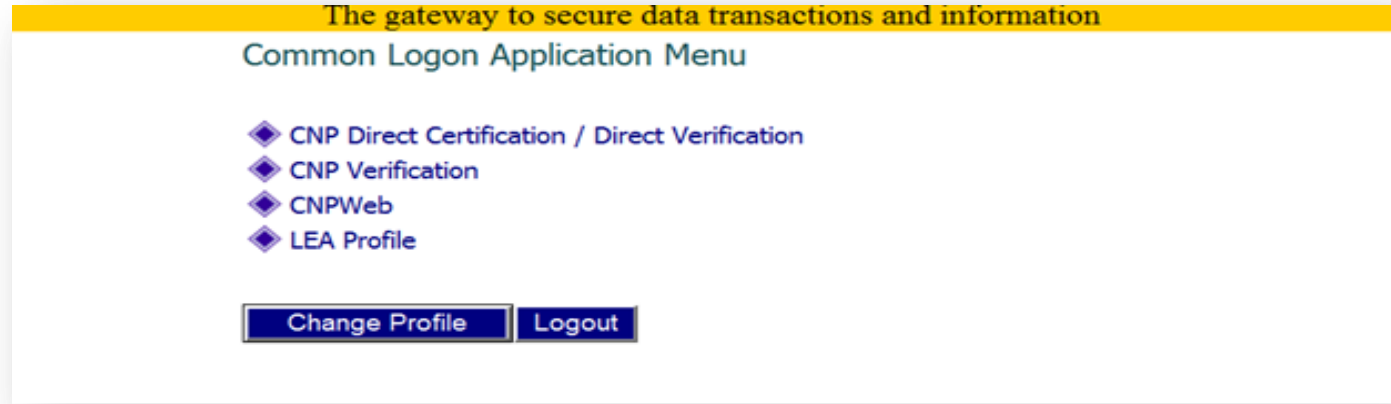 The gateway to secure data transactions and information
Common Logon Application Menu
CNP Direct Certification / Direct Verification
CNP Verification
CNPWeb
LEA Profile
Change Profile Logout